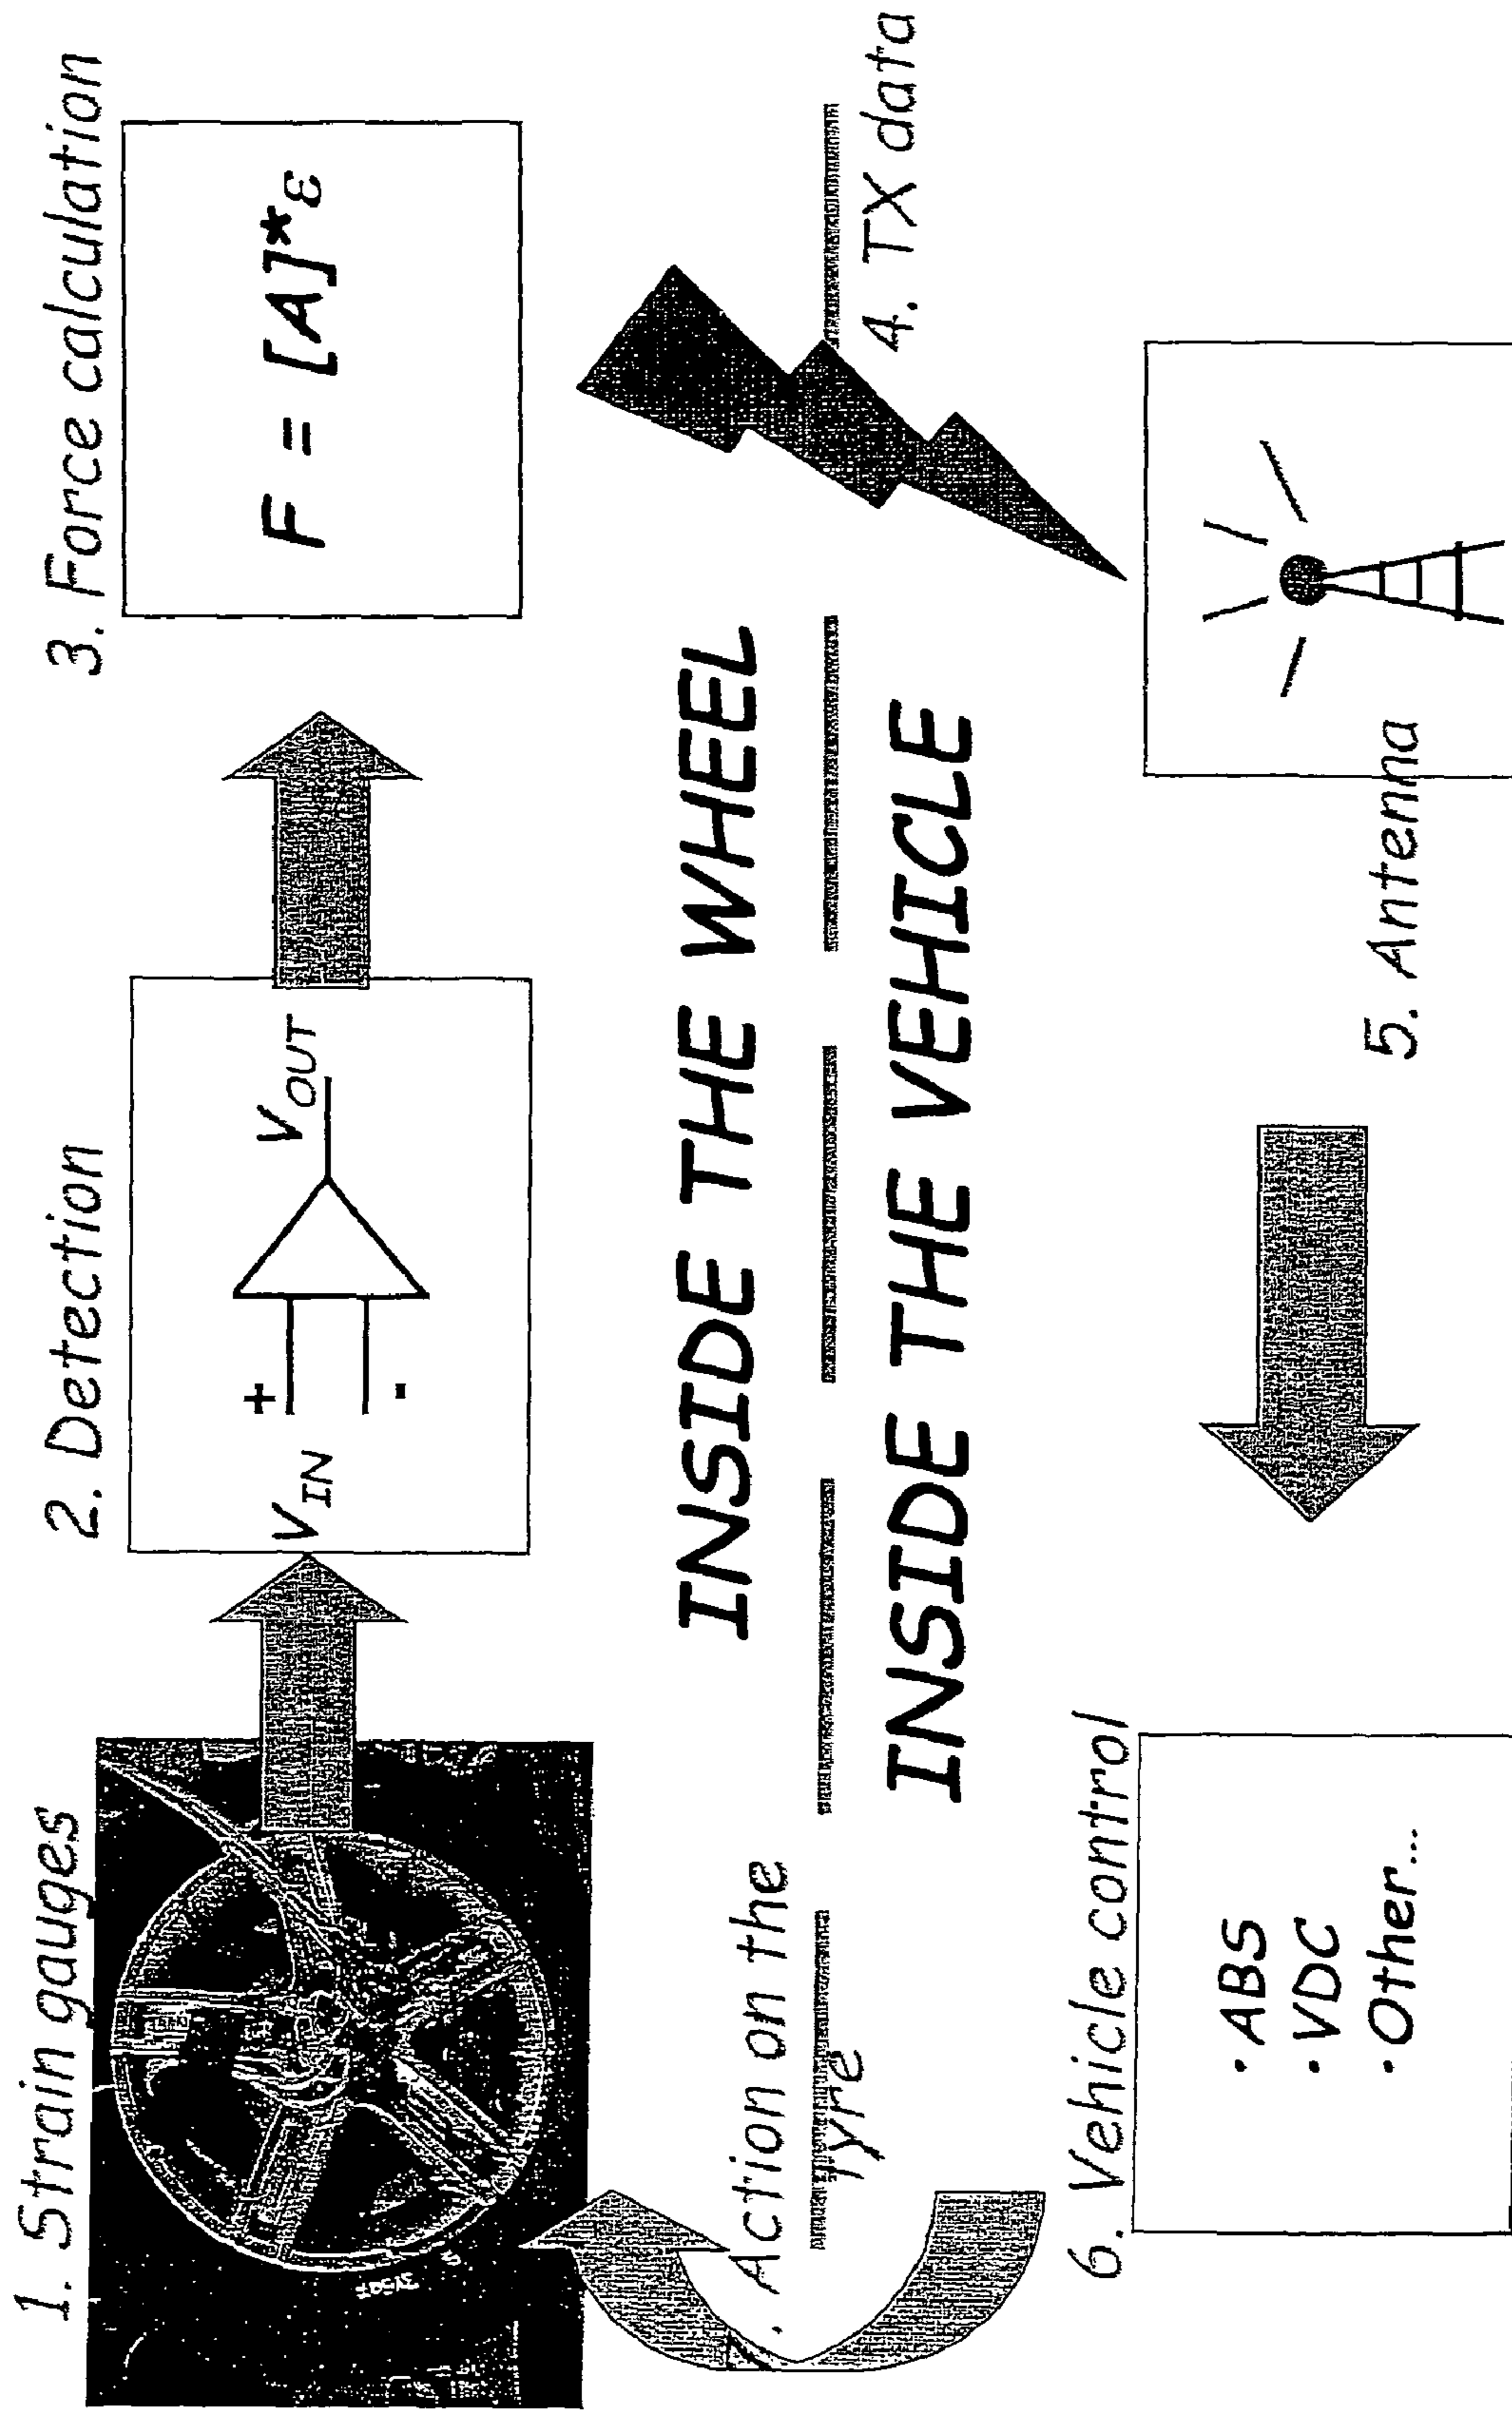 1. Strain gauges
2. Detection
V_IN
+
-
V_OUT
3. Force calculation
F = [A]*ε
INSIDE THE WHEEL
4. TX data
. Action on the
Tyre
INSIDE THE VEHICLE
6. Vehicle control
•ABS
•VDC
•Other...
5. Antenna